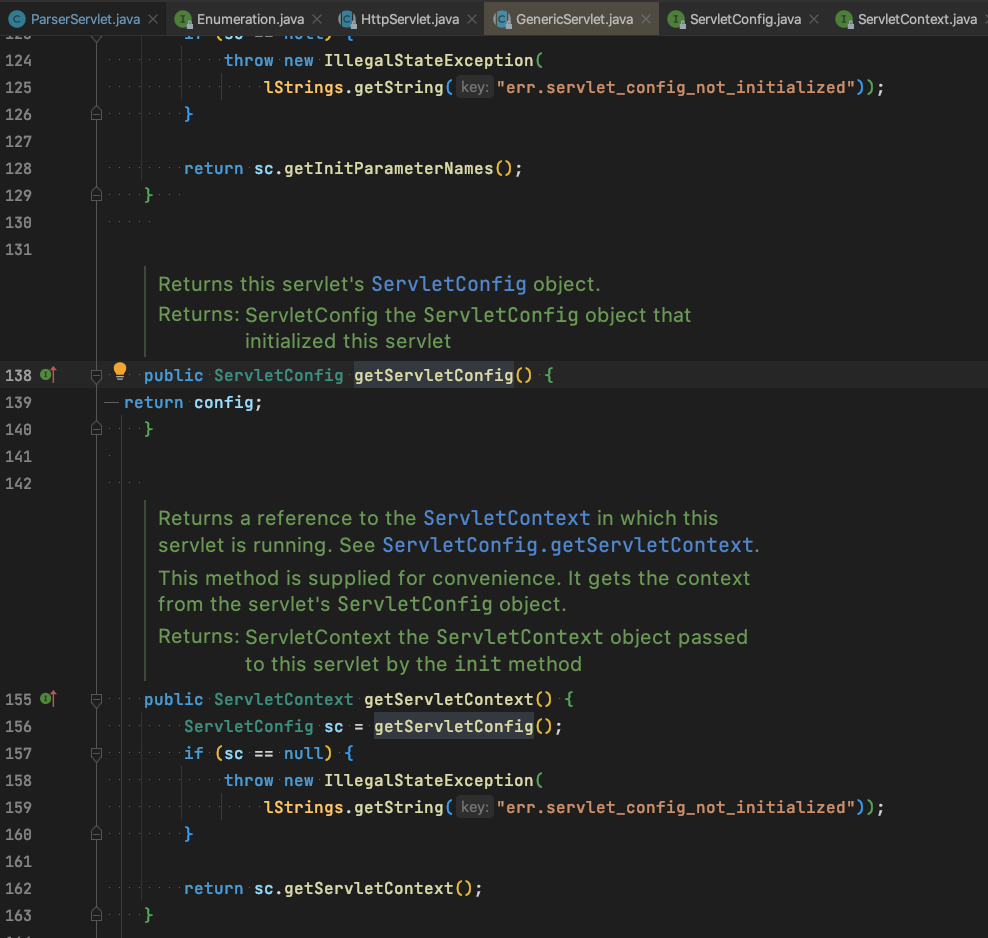 ParserServlet.java × Enumeration.java × HttpServlet.java × GenericServlet.java × ServletConfig.java × ServletContext.java
123 if (sc == null) {
124 throw new IllegalStateException(
125 lStrings.getString( key: "err.servlet_config_not_initialized"));
126 }
127
128 return sc.getInitParameterNames();
129 }
130
131
Returns this servlet's ServletConfig object.
Returns: ServletConfig the ServletConfig object that
initialized this servlet
138 public ServletConfig getServletConfig() {
139 return config;
140 }
141
142
Returns a reference to the ServletContext in which this
servlet is running. See ServletConfig.getServletContext.
This method is supplied for convenience. It gets the context
from the servlet's ServletConfig object.
Returns: ServletContext the ServletContext object passed
to this servlet by the init method
155 public ServletContext getServletContext() {
156 ServletConfig sc = getServletConfig();
157 if (sc == null) {
158 throw new IllegalStateException(
159 lStrings.getString( key: "err.servlet_config_not_initialized"));
160 }
161
162 return sc.getServletContext();
163 }